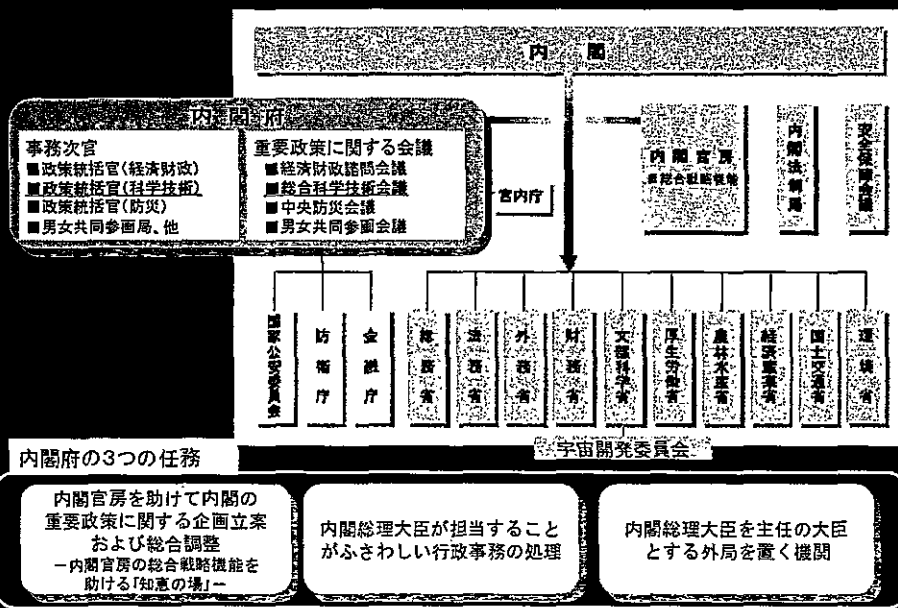 内閣
内閣府
事務次官
■政策統括官(経済財政)
■政策統括官(科学技術)
■政策統括官(防災)
■男女共同参画局、他
重要政策に関する会議
■経済財政諮問会議
■総合科学技術会議
■中央防災会議
■男女共同参画会議
宮内庁
内閣官房
■総合戦略機能
内閣法制局
安全保障会議
国家公安委員会
防衛庁
金融庁
総務省
法務省
外務省
財務省
文部科学省
厚生労働省
農林水産省
経済産業省
国土交通省
環境省
宇宙開発委員会
内閣府の3つの任務
内閣官房を助けて内閣の
重要政策に関する企画立案
および総合調整
-内閣官房の総合戦略機能を
助ける「知恵の場」-
内閣総理大臣が担当すること
がふさわしい行政事務の処理
内閣総理大臣を主任の大臣
とする外局を置く機関